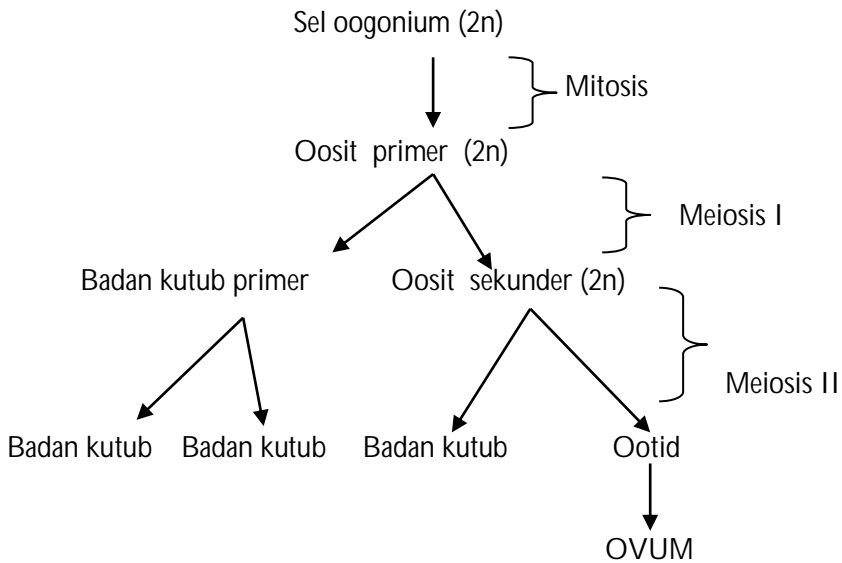 Sel oogonium (2n)
Mitosis
Oosit primer (2n)
Meiosis I
Badan kutub primer
Oosit sekunder (2n)
Meiosis II
Badan kutub
Badan kutub
Badan kutub
Ootid
OVUM